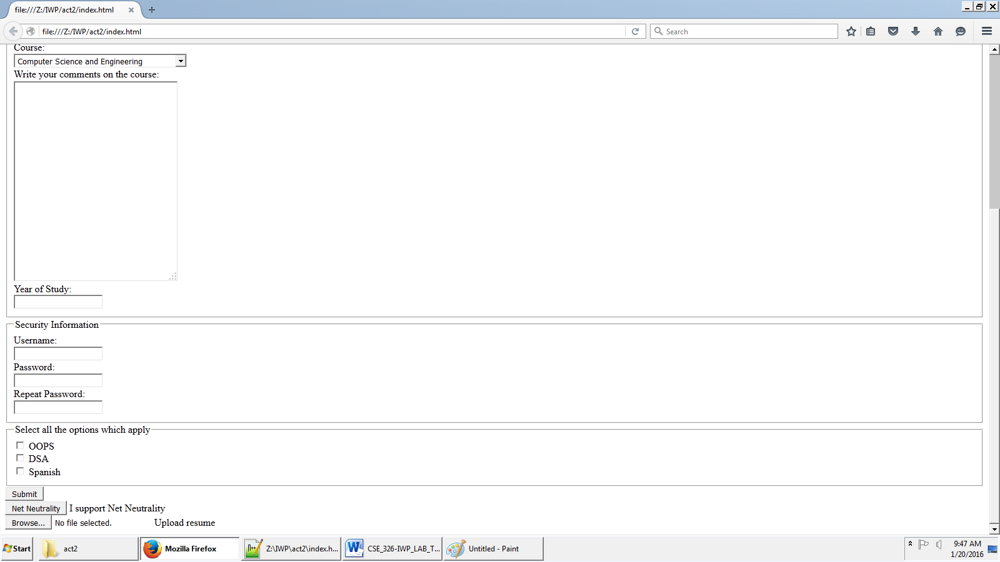 file:///Z:/IWP/act2/index.html
file:///Z:/IWP/act2/index.html
Search
Course:
Computer Science and Engineering
Write your comments on the course:
Year of Study:
Security Information
Username:
Password:
Repeat Password:
Select all the options which apply
OOPS
DSA
Spanish
Submit
Net Neutrality I support Net Neutrality
Browse... No file selected. Upload resume
Start act2 Mozilla Firefox Z:\IWP\act2\index.h... CSE_326-IWP_LAB_T... Untitled - Paint 9:47 AM
1/20/2016